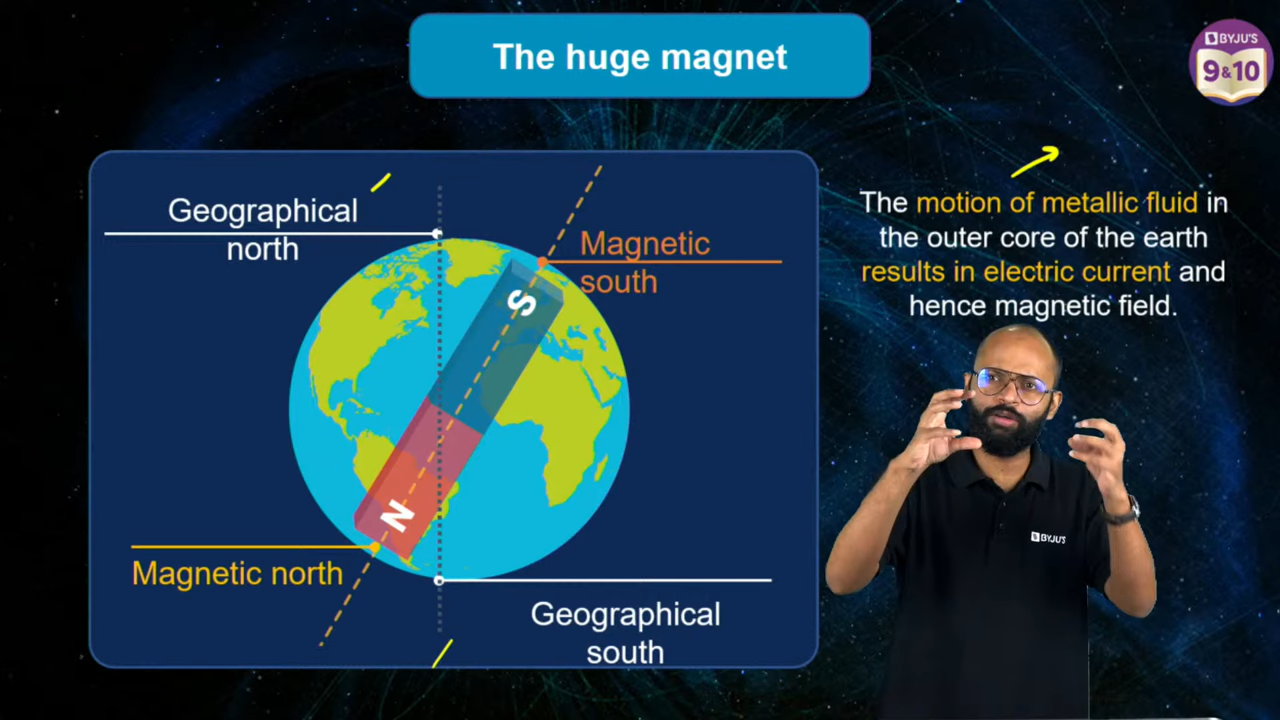 The huge magnet
BYJU'S
9&10
Geographical
north
Magnetic
south
S
N
Magnetic north
Geographical
south
The motion of metallic fluid in
the outer core of the earth
results in electric current and
hence magnetic field.
BYJU'S